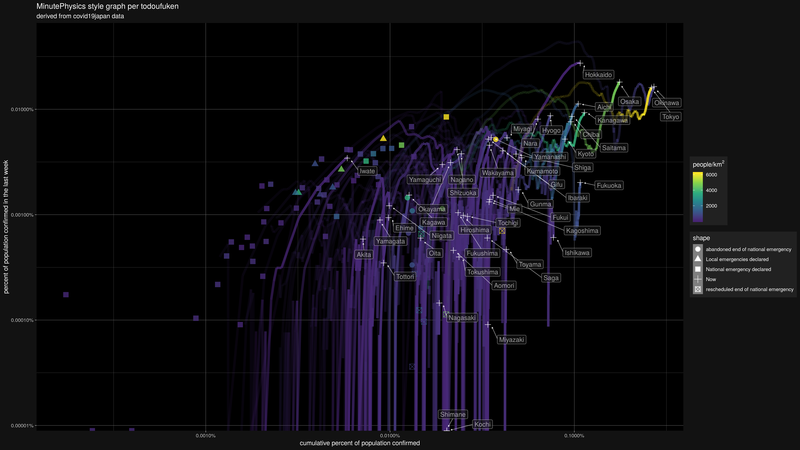 MinutePhysics style graph per todoufuken
derived from covid19japan data
percent of population confirmed in the last week
0.01000%
0.00100%
0.00010%
0.00001%
0.0010%
0.0100%
0.1000%
cumulative percent of population confirmed
Hokkaido
Osaka
Okinawa
Tokyo
Aichi
Kanagawa
Miyagi
Hyogo
Chiba
Nara
Saitama
Kyoto
Iwate
Yamanashi
Shiga
Wakayama
Kumamoto
Yamaguchi
Nagano
Gifu
Fukuoka
Shizuoka
Ibaraki
Okayama
Gunma
Mie
Kagawa
Tochigi
Fukui
Ehime
Hiroshima
Kagoshima
Niigata
Yamagata
Akita
Oita
Fukushima
Ishikawa
Toyama
Tottori
Tokushima
Saga
Aomori
Nagasaki
Miyazaki
Shimane
Kochi
people/km²
6000
4000
2000
shape
abandoned end of national emergency
Local emergencies declared
National emergency declared
Now
rescheduled end of national emergency